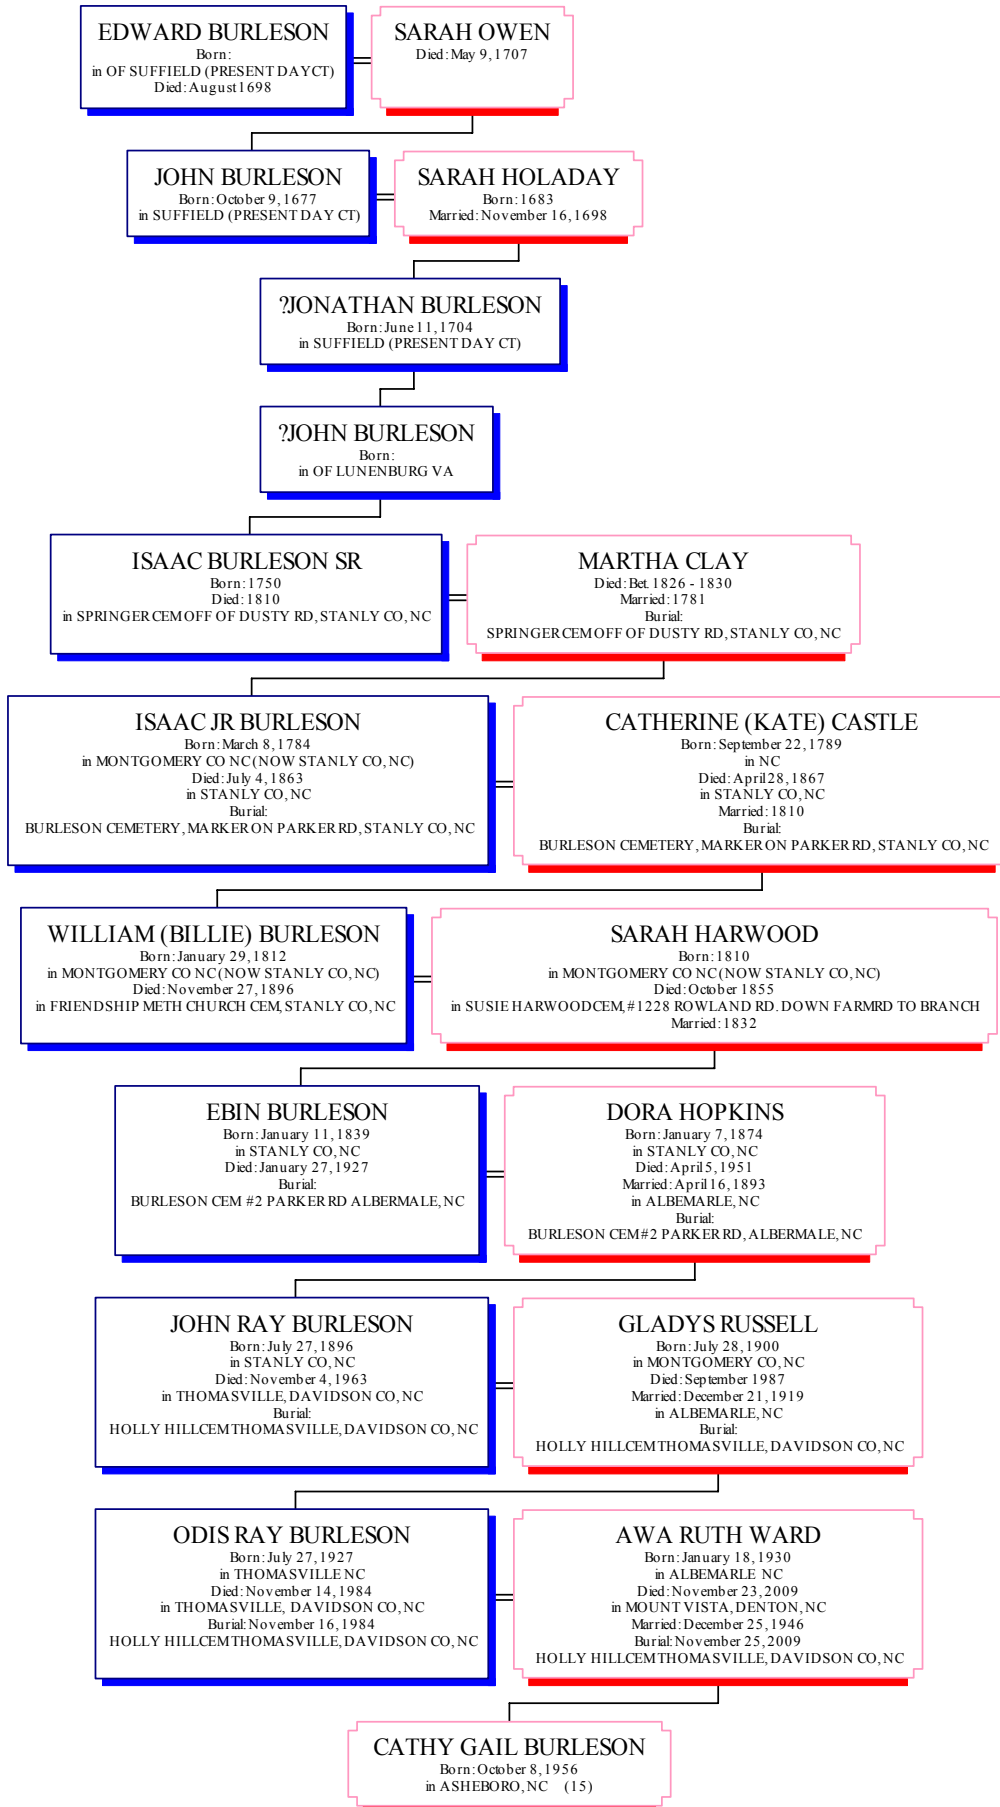 EDWARD BURLESON
Born:
in OF SUFFIELD (PRESENT DAY CT)
Died: August 1698
SARAH OWEN
Died: May 9, 1707
JOHN BURLESON
Born: October 9, 1677
in SUFFIELD (PRESENT DAY CT)
SARAH HOLADAY
Born: 1683
Married: November 16, 1698
?JONATHAN BURLESON
Born: June 11, 1704
in SUFFIELD (PRESENT DAY CT)
?JOHN BURLESON
Born:
in OF LUNENBURG VA
ISAAC BURLESON SR
Born: 1750
Died: 1810
in SPRINGER CEM OFF OF DUSTY RD, STANLY CO, NC
MARTHA CLAY
Died: Bet. 1826 - 1830
Married: 1781
Burial:
SPRINGER CEM OFF OF DUSTY RD, STANLY CO, NC
ISAAC JR BURLESON
Born: March 8, 1784
in MONTGOMERY CO NC (NOW STANLY CO, NC)
Died: July 4, 1863
in STANLY CO, NC
Burial:
BURLESON CEMETERY, MARKER ON PARKER RD, STANLY CO, NC
CATHERINE (KATE) CASTLE
Born: September 22, 1789
in NC
Died: April 28, 1867
in STANLY CO, NC
Married: 1810
Burial:
BURLESON CEMETERY, MARKER ON PARKER RD, STANLY CO, NC
WILLIAM (BILLIE) BURLESON
Born: January 29, 1812
in MONTGOMERY CO NC (NOW STANLY CO, NC)
Died: November 27, 1896
in FRIENDSHIP METH CHURCH CEM, STANLY CO, NC
SARAH HARWOOD
Born: 1810
in MONTGOMERY CO NC (NOW STANLY CO, NC)
Died: October 1855
in SUSIE HARWOOD CEM, #1228 ROWLAND RD. DOWN FARM RD TO BRANCH
Married: 1832
EBIN BURLESON
Born: January 11, 1839
in STANLY CO, NC
Died: January 27, 1927
Burial:
BURLESON CEM #2 PARKER RD ALBERMALE, NC
DORA HOPKINS
Born: January 7, 1874
in STANLY CO, NC
Died: April 5, 1951
Married: April 16, 1893
in ALBEMARLE, NC
Burial:
BURLESON CEM #2 PARKER RD, ALBERMALE, NC
JOHN RAY BURLESON
Born: July 27, 1896
in STANLY CO, NC
Died: November 4, 1963
in THOMASVILLE, DAVIDSON CO, NC
Burial:
HOLLY HILL CEM THOMASVILLE, DAVIDSON CO, NC
GLADYS RUSSELL
Born: July 28, 1900
in MONTGOMERY CO, NC
Died: September 1987
Married: December 21, 1919
in ALBEMARLE, NC
Burial:
HOLLY HILL CEM THOMASVILLE, DAVIDSON CO, NC
ODIS RAY BURLESON
Born: July 27, 1927
in THOMASVILLE NC
Died: November 14, 1984
in THOMASVILLE, DAVIDSON CO, NC
Burial: November 16, 1984
HOLLY HILL CEM THOMASVILLE, DAVIDSON CO, NC
AWA RUTH WARD
Born: January 18, 1930
in ALBEMARLE NC
Died: November 23, 2009
in MOUNT VISTA, DENTON, NC
Married: December 25, 1946
Burial: November 25, 2009
HOLLY HILL CEM THOMASVILLE, DAVIDSON CO, NC
CATHY GAIL BURLESON
Born: October 8, 1956
in ASHEBORO, NC (15)